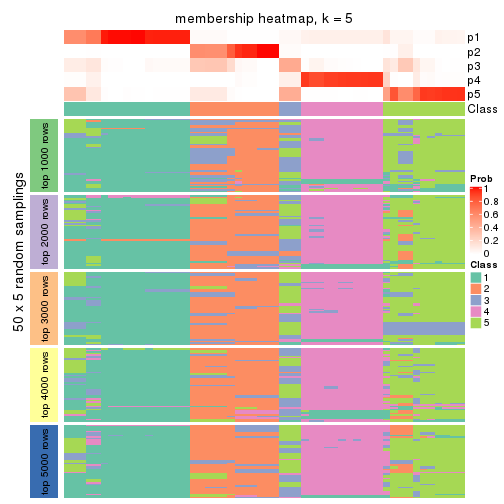 membership heatmap, k = 5
p1
p2
p3
p4
p5
Class
50 x 5 random samplings
top 1000 rows
top 2000 rows
top 3000 rows
top 4000 rows
top 5000 rows
Prob
1
0.8
0.6
0.4
0.2
0
Class
1
2
3
4
5